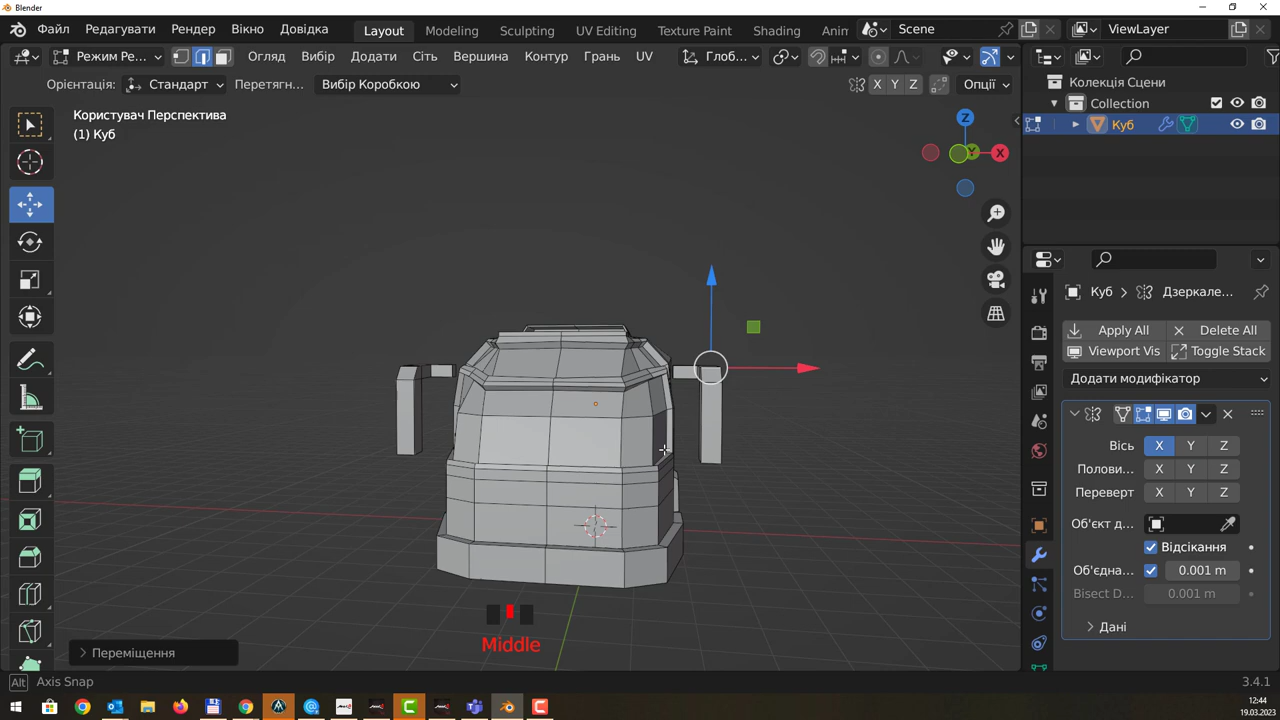 Blender
Файл Редагувати Рендер Вікно Довідка Layout Modeling Sculpting UV Editing Texture Paint Shading Anim Scene ViewLayer
Режим Ре... Огляд Вибір Додати Сіть Вершина Контур Грань UV Глоб...
Орієнтація: Стандарт Перетягн... Вибір Коробкою X Y Z Опції
Користувач Перспектива
(1) Куб
Z
Y
X
Колекція Сцени
Collection
Куб
Куб Дзеркале...
Apply All Delete All
Viewport Vis Toggle Stack
Додати модифікатор
Вісь X Y Z
Полови... X Y Z
Переверт X Y Z
Об'єкт д...
Відсікання
Об'єдна... 0.001 m
Bisect D... 0.001 m
Дані
Middle
Переміщення
Alt Axis Snap 3.4.1
12:44
19.03.2023